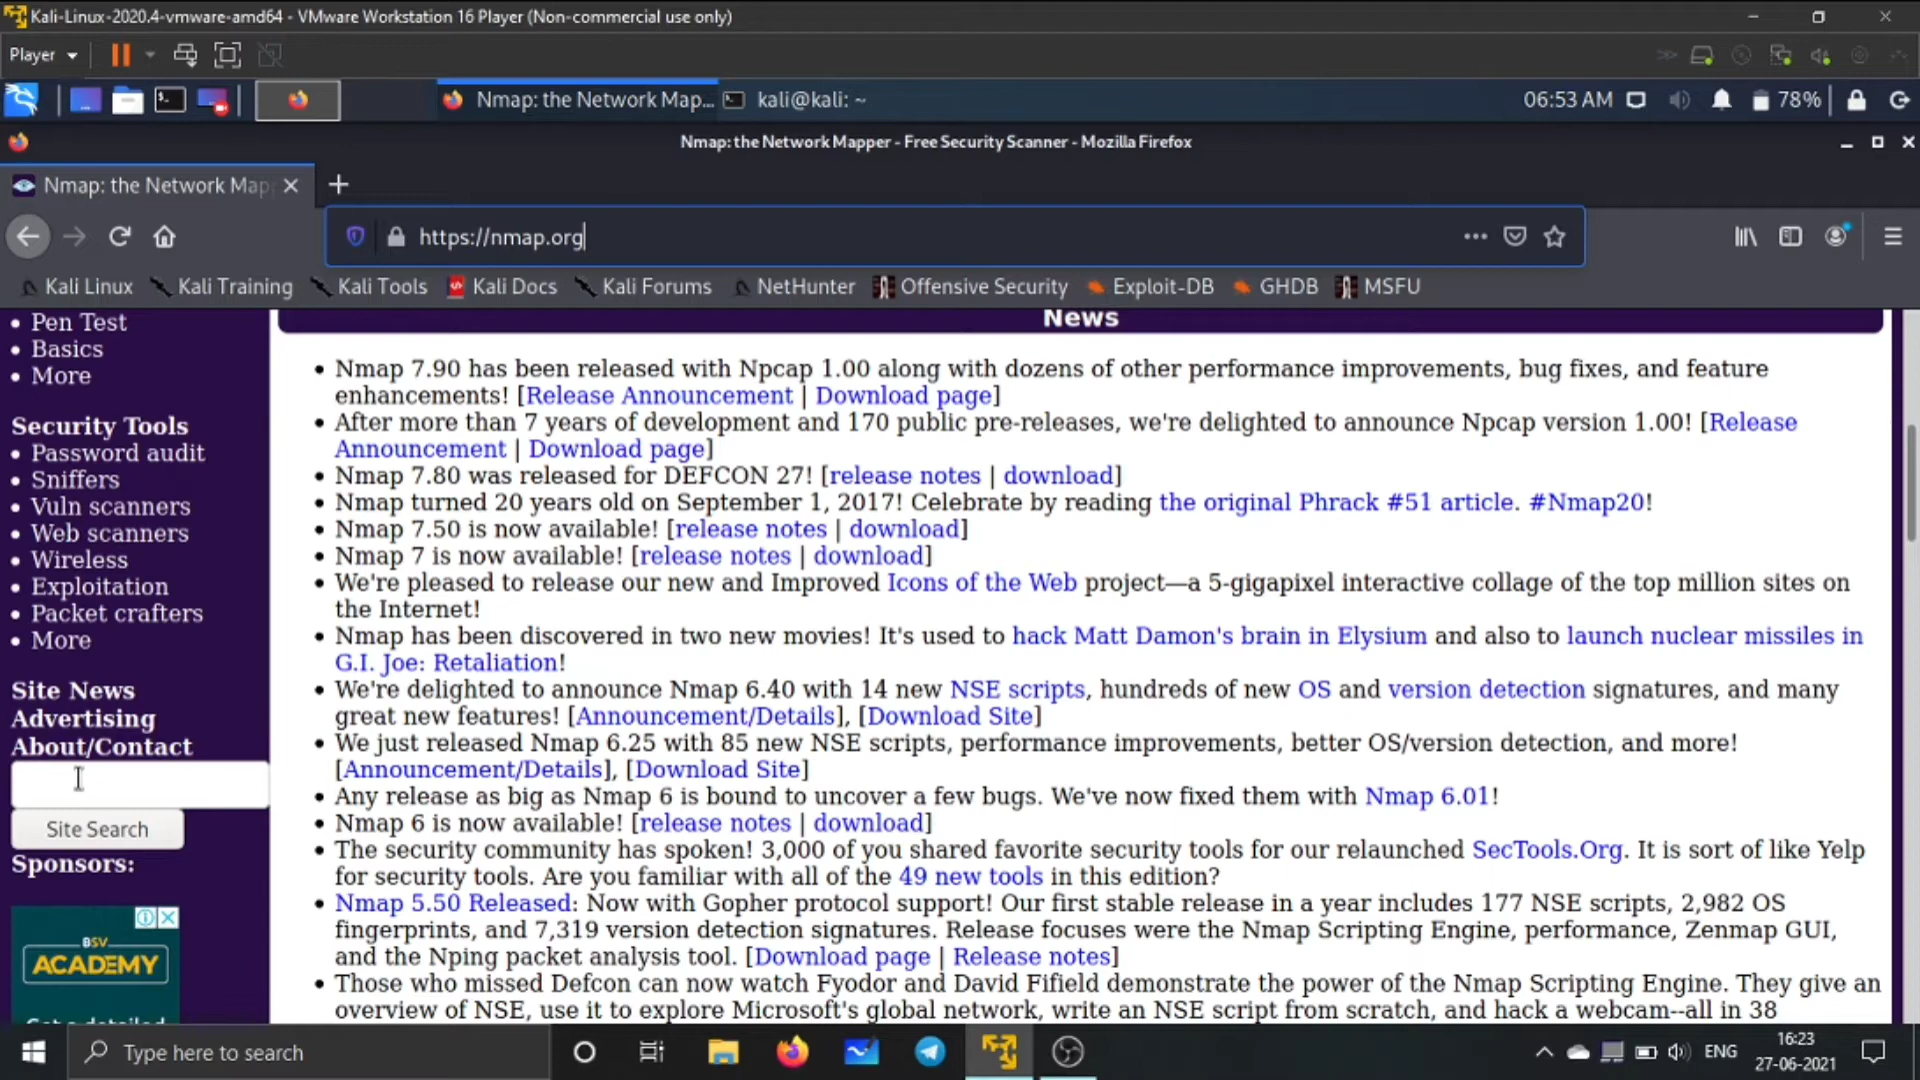 Kali-Linux-2020.4-vmware-amd64 - VMware Workstation 16 Player (Non-commercial use only)
Player
Nmap: the Network Map...
kali@kali: ~
06:53 AM
78%
Nmap: the Network Mapper - Free Security Scanner - Mozilla Firefox
Nmap: the Network Mapp
https://nmap.org
Kali Linux
Kali Training
Kali Tools
Kali Docs
Kali Forums
NetHunter
Offensive Security
Exploit-DB
GHDB
MSFU
Pen Test
Basics
More
Security Tools
Password audit
Sniffers
Vuln scanners
Web scanners
Wireless
Exploitation
Packet crafters
More
Site News
Advertising
About/Contact
Site Search
Sponsors:
BSV
ACADEMY
Get a detailed
News
Nmap 7.90 has been released with Npcap 1.00 along with dozens of other performance improvements, bug fixes, and feature
enhancements! [Release Announcement | Download page]
After more than 7 years of development and 170 public pre-releases, we're delighted to announce Npcap version 1.00! [Release
Announcement | Download page]
Nmap 7.80 was released for DEFCON 27! [release notes | download]
Nmap turned 20 years old on September 1, 2017! Celebrate by reading the original Phrack #51 article. #Nmap20!
Nmap 7.50 is now available! [release notes | download]
Nmap 7 is now available! [release notes | download]
We're pleased to release our new and Improved Icons of the Web project—a 5-gigapixel interactive collage of the top million sites on
the Internet!
Nmap has been discovered in two new movies! It's used to hack Matt Damon's brain in Elysium and also to launch nuclear missiles in
G.I. Joe: Retaliation!
We're delighted to announce Nmap 6.40 with 14 new NSE scripts, hundreds of new OS and version detection signatures, and many
great new features! [Announcement/Details], [Download Site]
We just released Nmap 6.25 with 85 new NSE scripts, performance improvements, better OS/version detection, and more!
[Announcement/Details], [Download Site]
Any release as big as Nmap 6 is bound to uncover a few bugs. We've now fixed them with Nmap 6.01!
Nmap 6 is now available! [release notes | download]
The security community has spoken! 3,000 of you shared favorite security tools for our relaunched SecTools.Org. It is sort of like Yelp
for security tools. Are you familiar with all of the 49 new tools in this edition?
Nmap 5.50 Released: Now with Gopher protocol support! Our first stable release in a year includes 177 NSE scripts, 2,982 OS
fingerprints, and 7,319 version detection signatures. Release focuses were the Nmap Scripting Engine, performance, Zenmap GUI,
and the Nping packet analysis tool. [Download page | Release notes]
Those who missed Defcon can now watch Fyodor and David Fifield demonstrate the power of the Nmap Scripting Engine. They give an
overview of NSE, use it to explore Microsoft's global network, write an NSE script from scratch, and hack a webcam--all in 38
Type here to search
ENG
16:23
27-06-2021